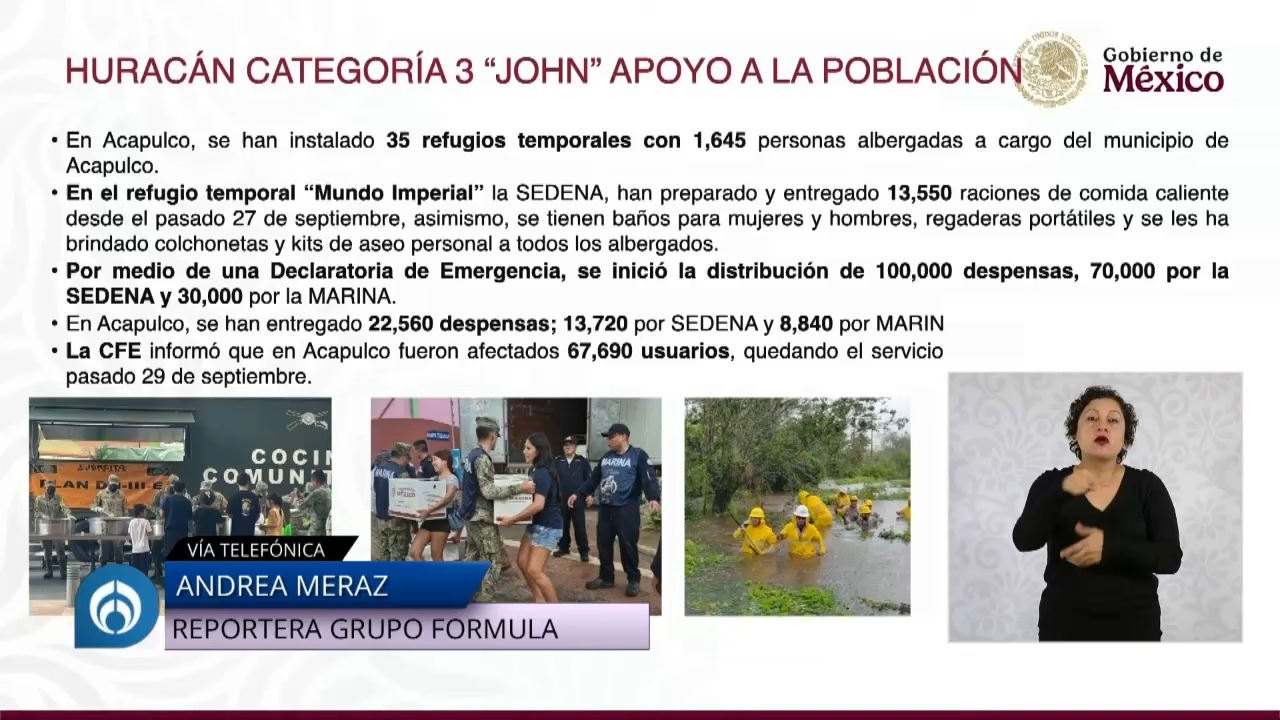 HURACÁN CATEGORÍA 3 “JOHN” APOYO A LA POBLACIÓN
Gobierno de
México
• En Acapulco, se han instalado 35 refugios temporales con 1,645 personas albergadas a cargo del municipio de
Acapulco.
• En el refugio temporal “Mundo Imperial” la SEDENA, han preparado y entregado 13,550 raciones de comida caliente
desde el pasado 27 de septiembre, asimismo, se tienen baños para mujeres y hombres, regaderas portátiles y se les ha
brindado colchonetas y kits de aseo personal a todos los albergados.
• Por medio de una Declaratoria de Emergencia, se inició la distribución de 100,000 despensas, 70,000 por la
SEDENA y 30,000 por la MARINA.
• En Acapulco, se han entregado 22,560 despensas; 13,720 por SEDENA y 8,840 por MARIN
• La CFE informó que en Acapulco fueron afectados 67,690 usuarios, quedando el servicio
pasado 29 de septiembre.
COCIN
COMUNIT
PLAN DN-III-E
MARINA
VÍA TELEFÓNICA
ANDREA MERAZ
REPORTERA GRUPO FORMULA